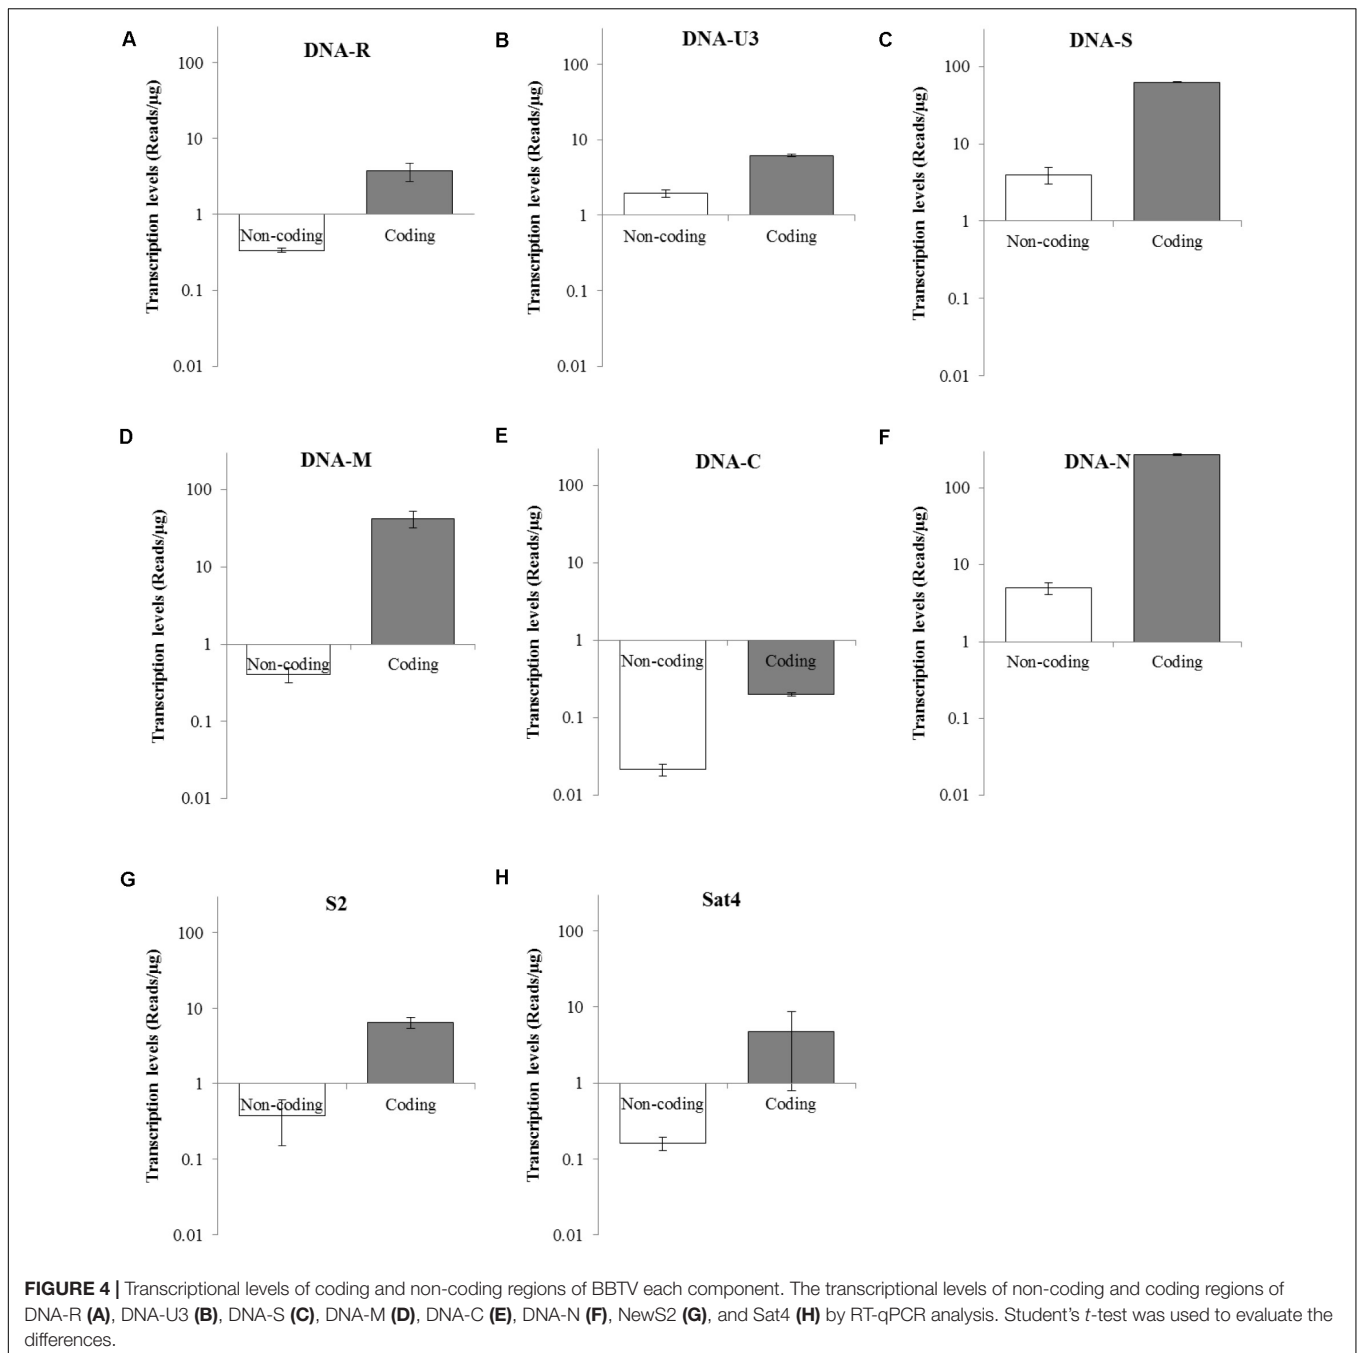 A
DNA-R
Transcription levels (Reads/µg)
100
10
1
0.1
0.01
Non-coding
Coding
B
DNA-U3
Transcription levels (Reads/µg)
100
10
1
0.1
0.01
Non-coding
Coding
C
DNA-S
Transcription levels (Reads/µg)
100
10
1
0.1
0.01
Non-coding
Coding
D
DNA-M
Transcription levels (Reads/µg)
100
10
1
0.1
0.01
Non-coding
Coding
E
DNA-C
Transcription levels (Reads/µg)
100
10
1
0.1
0.01
Non-coding
Coding
F
DNA-N
Transcription levels (Reads/µg)
100
10
1
0.1
0.01
Non-coding
Coding
G
S2
Transcription levels (Reads/µg)
100
10
1
0.1
0.01
Non-coding
Coding
H
Sat4
Transcription levels (Reads/µg)
100
10
1
0.1
0.01
Non-coding
Coding
FIGURE 4 | Transcriptional levels of coding and non-coding regions of BBTV each component. The transcriptional levels of non-coding and coding regions of
DNA-R (A), DNA-U3 (B), DNA-S (C), DNA-M (D), DNA-C (E), DNA-N (F), NewS2 (G), and Sat4 (H) by RT-qPCR analysis. Student's t-test was used to evaluate the
differences.